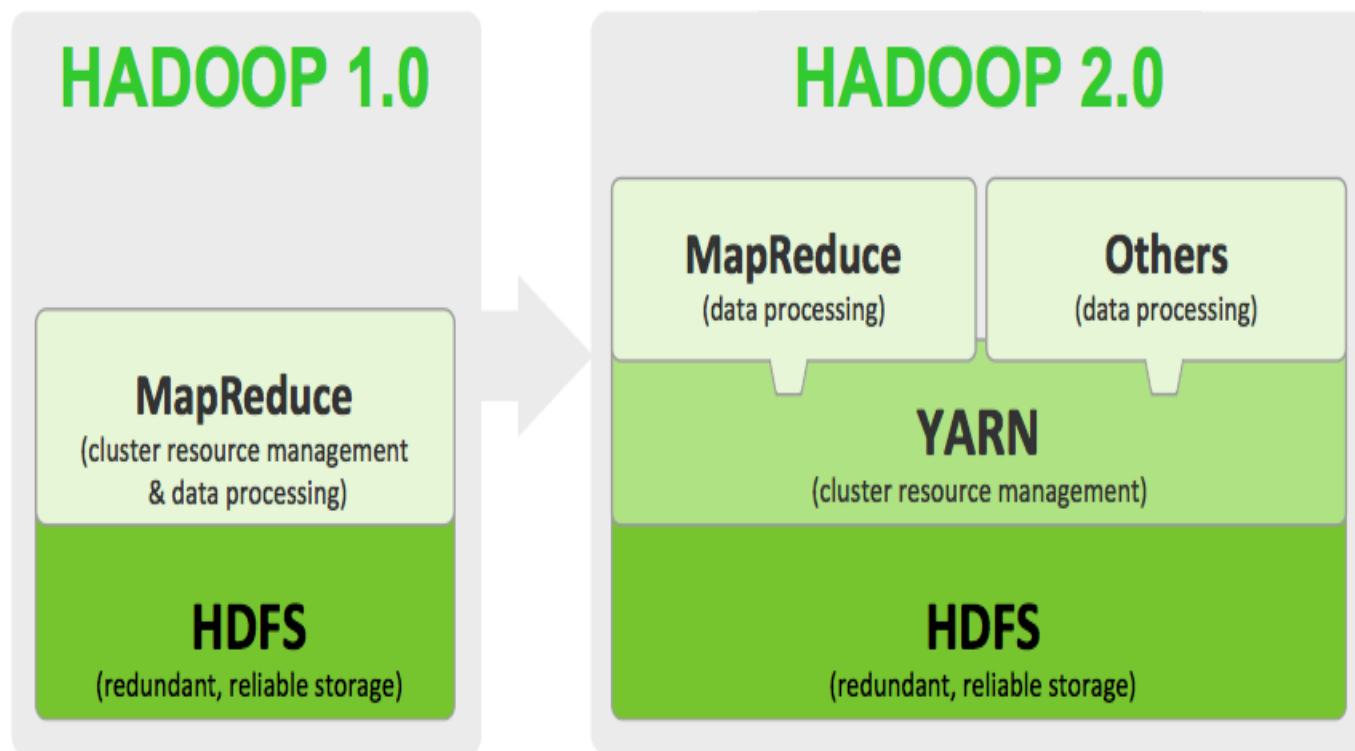 HADOOP 1.0
MapReduce
(cluster resource management
& data processing)
HDFS
(redundant, reliable storage)
HADOOP 2.0
MapReduce
(data processing)
Others
(data processing)
YARN
(cluster resource management)
HDFS
(redundant, reliable storage)